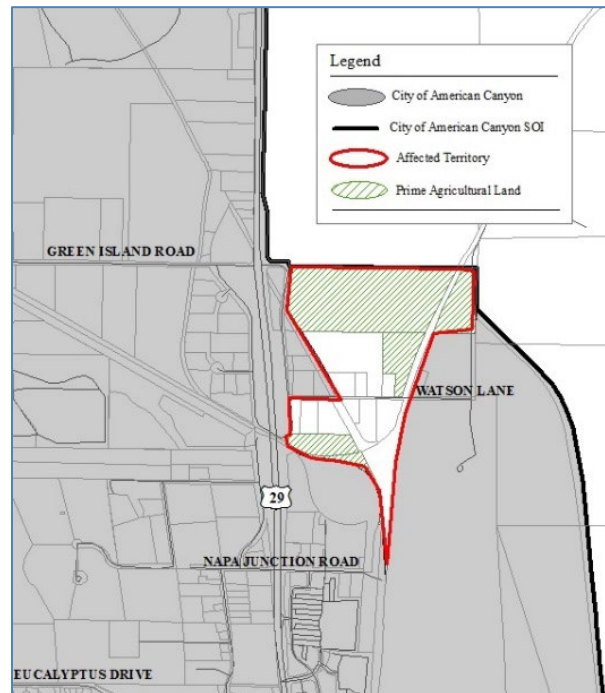 Legend
City of American Canyon
City of American Canyon SOI
Affected Territory
Prime Agricultural Land
GREEN ISLAND ROAD
WATSON LANE
29
NAPA JUNCTION ROAD
EUCALYPTUS DRIVE